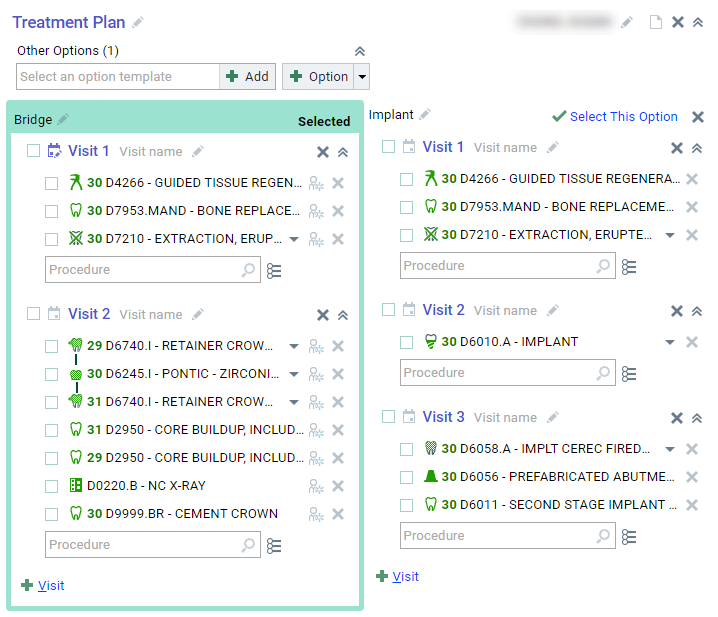 Treatment Plan
Other Options (1)
Select an option template
Add
Option
Bridge
Selected
Visit 1 Visit name
30 D4266 - GUIDED TISSUE REGEN...
30 D7953.MAND - BONE REPLACE...
30 D7210 - EXTRACTION, ERUP...
Procedure
Visit 2 Visit name
29 D6740.I - RETAINER CROW...
30 D6245.I - PONTIC - ZIRCONI...
31 D6740.I - RETAINER CROW...
31 D2950 - CORE BUILDUP, INCLUD...
29 D2950 - CORE BUILDUP, INCLUD...
D0220.B - NC X-RAY
30 D9999.BR - CEMENT CROWN
Procedure
Visit
Implant
Select This Option
Visit 1 Visit name
30 D4266 - GUIDED TISSUE REGENERA...
30 D7953.MAND - BONE REPLACEME...
30 D7210 - EXTRACTION, ERUPTE...
Procedure
Visit 2 Visit name
30 D6010.A - IMPLANT
Procedure
Visit 3 Visit name
30 D6058.A - IMPLT CEREC FIRED...
30 D6056 - PREFABRICATED ABUTME...
30 D6011 - SECOND STAGE IMPLANT ...
Procedure
Visit